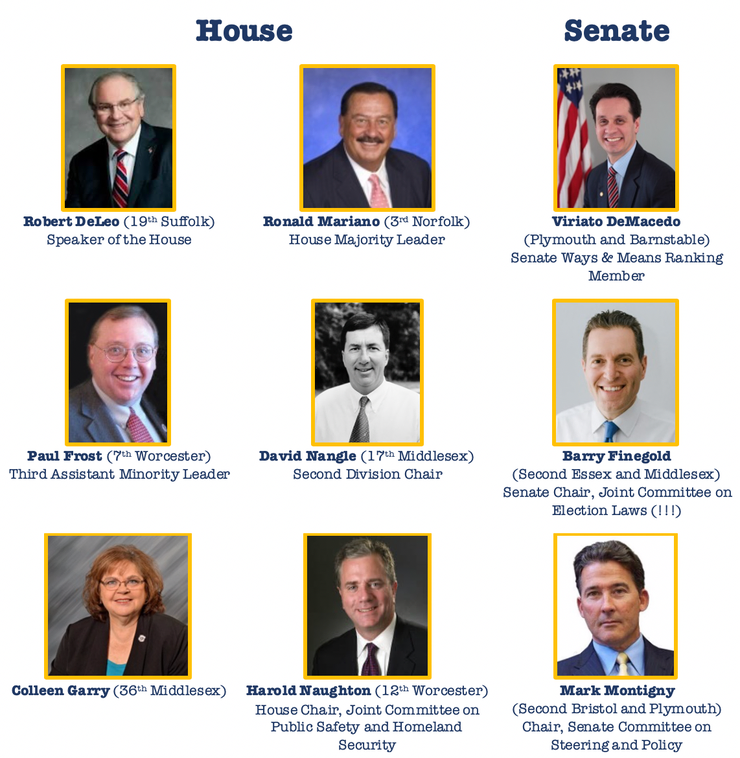 House
Senate
Robert DeLeo (19th Suffolk)
Speaker of the House
Ronald Mariano (3rd Norfolk)
House Majority Leader
Viriato DeMacedo
(Plymouth and Barnstable)
Senate Ways & Means Ranking
Member
Paul Frost (7th Worcester)
Third Assistant Minority Leader
David Nangle (17th Middlesex)
Second Division Chair
Barry Finegold
(Second Essex and Middlesex)
Senate Chair, Joint Committee on
Election Laws (!!!)
Colleen Garry (36th Middlesex)
Harold Naughton (12th Worcester)
House Chair, Joint Committee on
Public Safety and Homeland
Security
Mark Montigny
(Second Bristol and Plymouth)
Chair, Senate Committee on
Steering and Policy